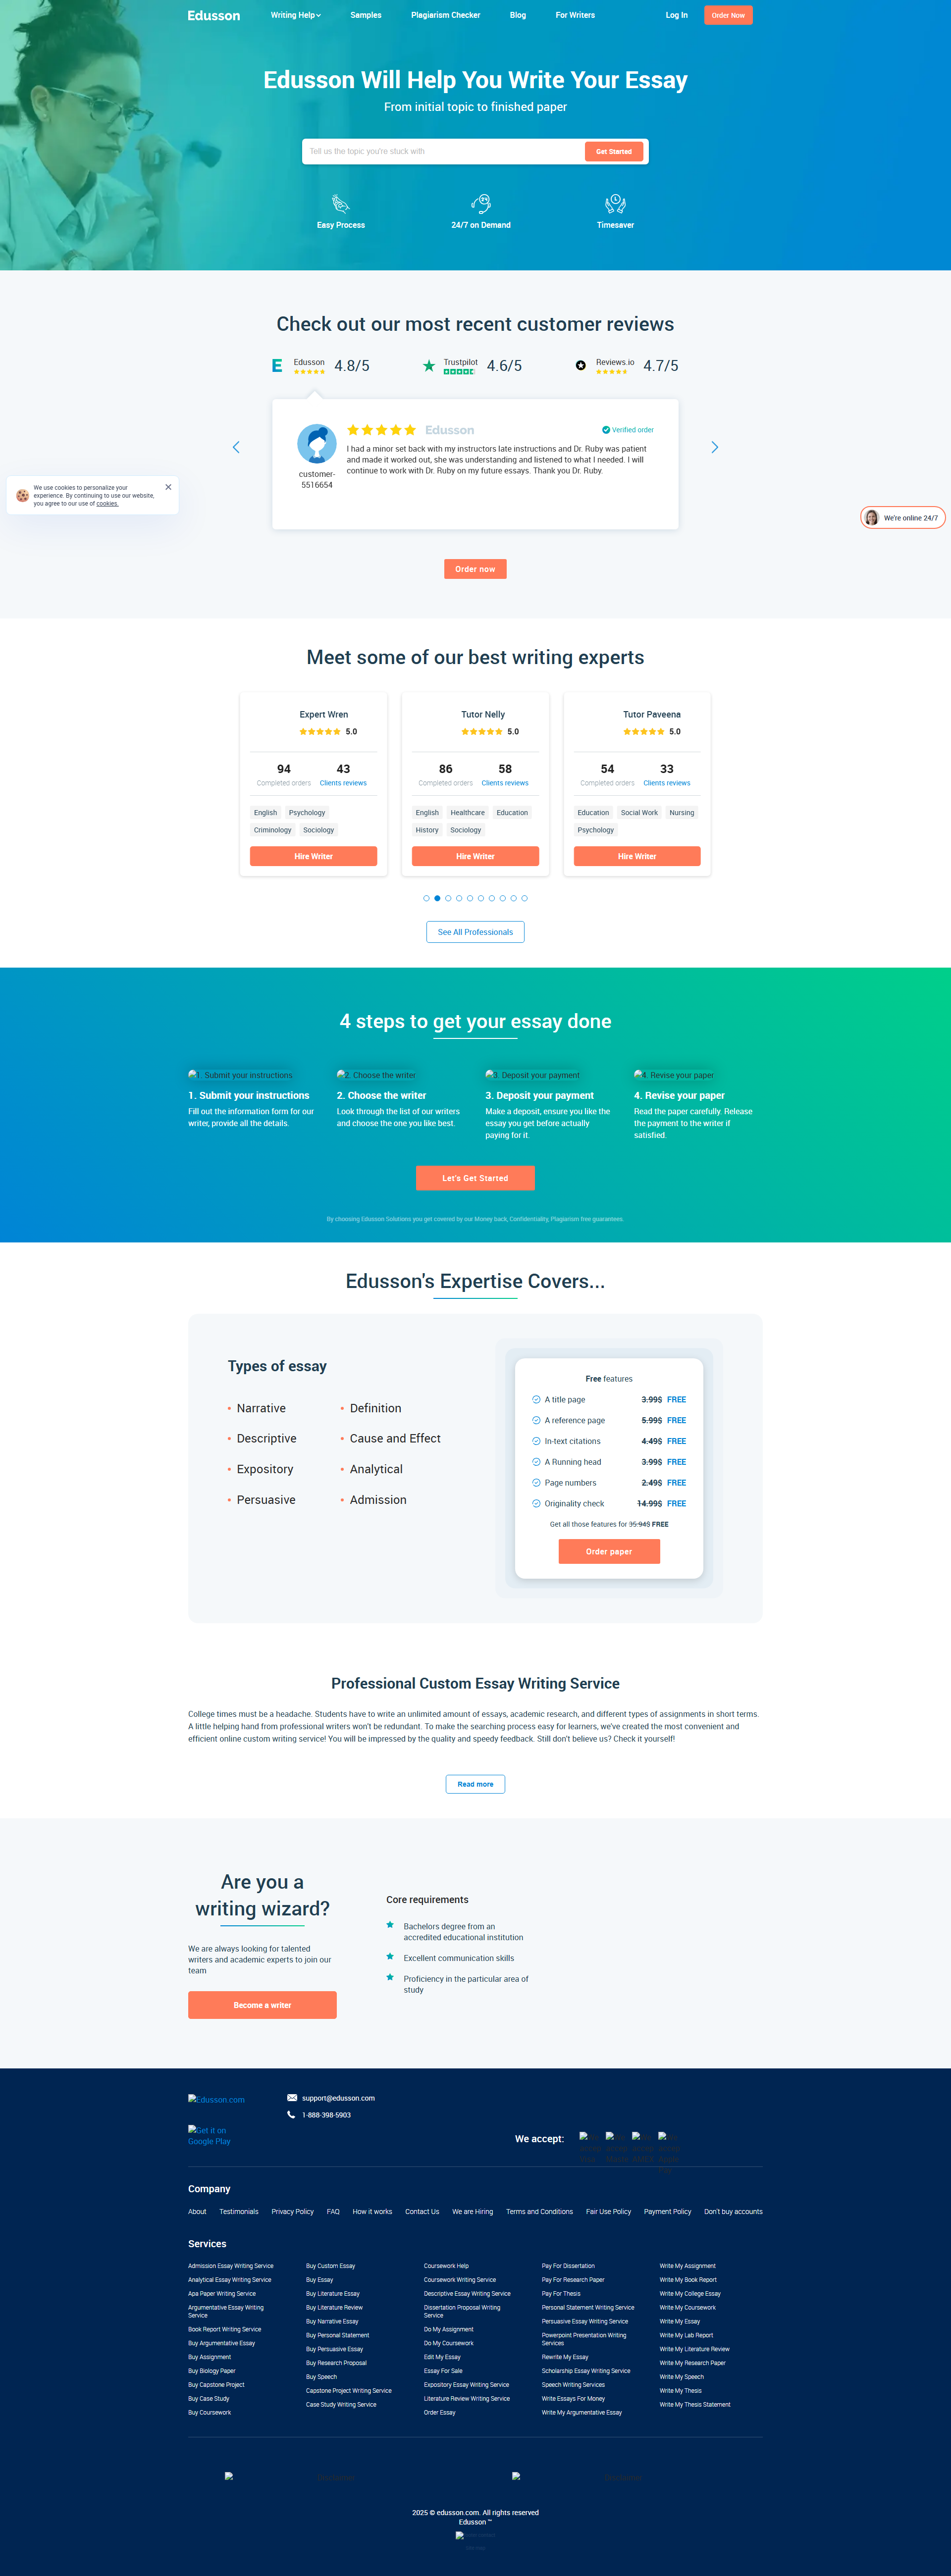 Edusson
Writing Help
Samples
Plagiarism Checker
Blog
For Writers
Log In
Order Now
Edusson Will Help You Write Your Essay
From initial topic to finished paper
Tell us the topic you're stuck with
Get Started
Easy Process
24/7 on Demand
Timesaver
Check out our most recent customer reviews
E
Edusson
4.8/5
Trustpilot
4.6/5
Reviews.io
4.7/5
Edusson
Verified order
customer-
5516654
I had a minor set back with my instructors late instructions and Dr. Ruby was patient
and made it worked out, she was understanding and listened to what I needed. I will
continue to work with Dr. Ruby on my future essays. Thank you Dr. Ruby.
We use cookies to personalize your
experience. By continuing to use our website,
you agree to our use of cookies.
We're online 24/7
Order now
Meet some of our best writing experts
Expert Wren
5.0
94
43
Completed orders
Clients reviews
English
Psychology
Criminology
Sociology
Hire Writer
Tutor Nelly
5.0
86
58
Completed orders
Clients reviews
English
Healthcare
Education
History
Sociology
Hire Writer
Tutor Paveena
5.0
54
33
Completed orders
Clients reviews
Education
Social Work
Nursing
Psychology
Hire Writer
See All Professionals
4 steps to get your essay done
1. Submit your instructions
2. Choose the writer
3. Deposit your payment
4. Revise your paper
1. Submit your instructions
Fill out the information form for our
writer, provide all the details.
2. Choose the writer
Look through the list of our writers
and choose the one you like best.
3. Deposit your payment
Make a deposit, ensure you like the
essay you get before actually
paying for it.
4. Revise your paper
Read the paper carefully. Release
the payment to the writer if
satisfied.
Let's Get Started
By choosing Edusson Solutions you get covered by our Money back, Confidentiality, Plagiarism free guarantees.
Edusson's Expertise Covers...
Types of essay
Narrative
Definition
Descriptive
Cause and Effect
Expository
Analytical
Persuasive
Admission
Free features
A title page 3.99$ FREE
A reference page 5.99$ FREE
In-text citations 4.49$ FREE
A Running head 3.99$ FREE
Page numbers 2.49$ FREE
Originality check 14.99$ FREE
Get all those features for 35.94$ FREE
Order paper
Professional Custom Essay Writing Service
College times must be a headache. Students have to write an unlimited amount of essays, academic research, and different types of assignments in short terms.
A little helping hand from professional writers won't be redundant. To make the searching process easy for learners, we've created the most convenient and
efficient online custom writing service! You will be impressed by the quality and speedy feedback. Still don't believe us? Check it yourself!
Read more
Are you a
writing wizard?
We are always looking for talented
writers and academic experts to join our
team
Become a writer
Core requirements
Bachelors degree from an
accredited educational institution
Excellent communication skills
Proficiency in the particular area of
study
Edusson.com
support@edusson.com
1-888-398-5903
Get it on
Google Play
We accept:
Company
About
Testimonials
Privacy Policy
FAQ
How it works
Contact Us
We are Hiring
Terms and Conditions
Fair Use Policy
Payment Policy
Don't buy accounts
Services
Admission Essay Writing Service
Analytical Essay Writing Service
Apa Paper Writing Service
Argumentative Essay Writing
Service
Book Report Writing Service
Buy Argumentative Essay
Buy Assignment
Buy Biology Paper
Buy Capstone Project
Buy Case Study
Buy Coursework
Buy Custom Essay
Buy Essay
Buy Literature Essay
Buy Literature Review
Buy Narrative Essay
Buy Personal Statement
Buy Persuasive Essay
Buy Research Proposal
Buy Speech
Capstone Project Writing Service
Case Study Writing Service
Coursework Help
Coursework Writing Service
Descriptive Essay Writing Service
Dissertation Proposal Writing
Service
Do My Assignment
Do My Coursework
Edit My Essay
Essay For Sale
Expository Essay Writing Service
Literature Review Writing Service
Order Essay
Pay For Dissertation
Pay For Research Paper
Pay For Thesis
Personal Statement Writing Service
Persuasive Essay Writing Service
Powerpoint Presentation Writing
Services
Rewrite My Essay
Scholarship Essay Writing Service
Speech Writing Services
Write Essays For Money
Write My Argumentative Essay
Write My Assignment
Write My Book Report
Write My College Essay
Write My Coursework
Write My Essay
Write My Lab Report
Write My Literature Review
Write My Research Paper
Write My Speech
Write My Thesis
Write My Thesis Statement
2025 © edusson.com. All rights reserved
Edusson ™